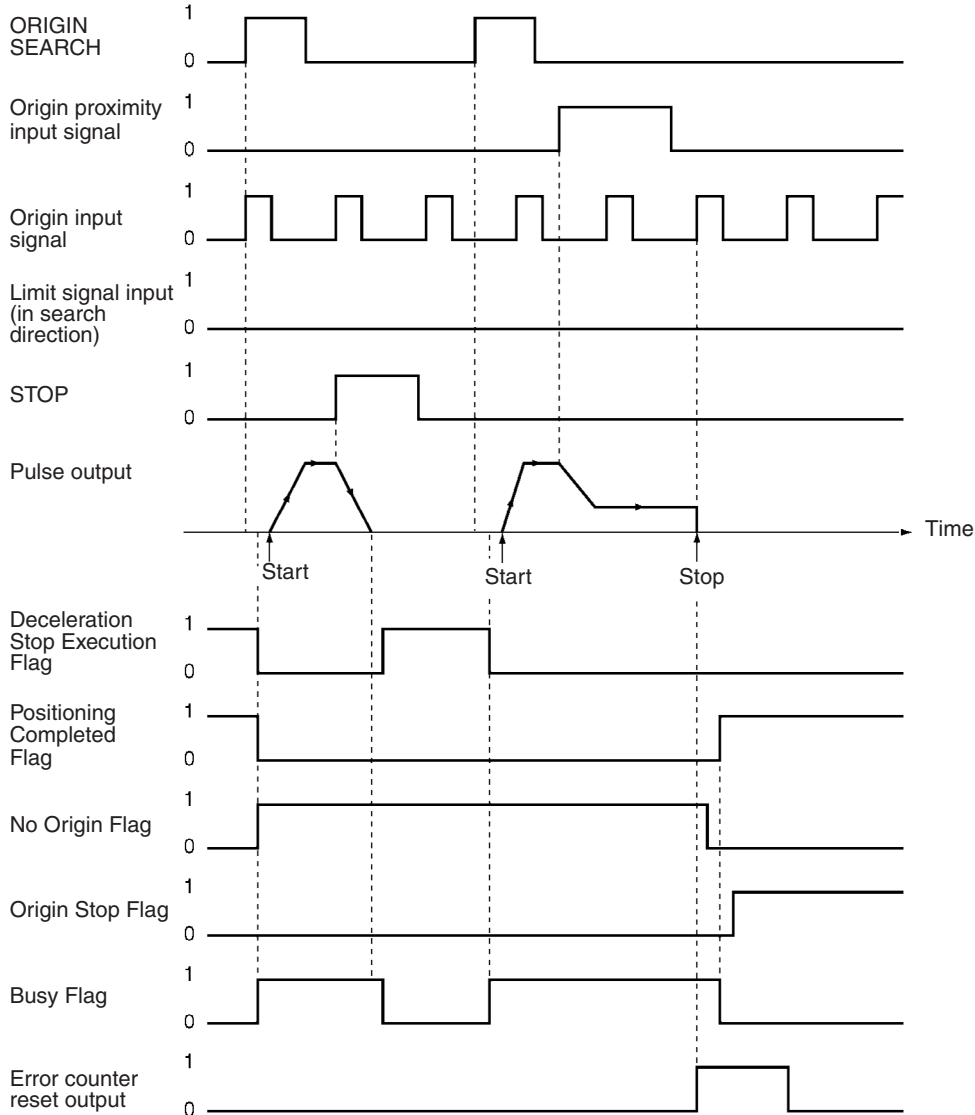 ORIGIN
SEARCH
1
0
Origin proximity
input signal
1
0
Origin input
signal
1
0
Limit signal input
(in search
direction)
1
0
STOP
1
0
Pulse output
Time
Start
Start
Stop
Deceleration
Stop Execution
Flag
1
0
Positioning
Completed
Flag
1
0
No Origin Flag
1
0
Origin Stop Flag
1
0
Busy Flag
1
0
Error counter
reset output
1
0